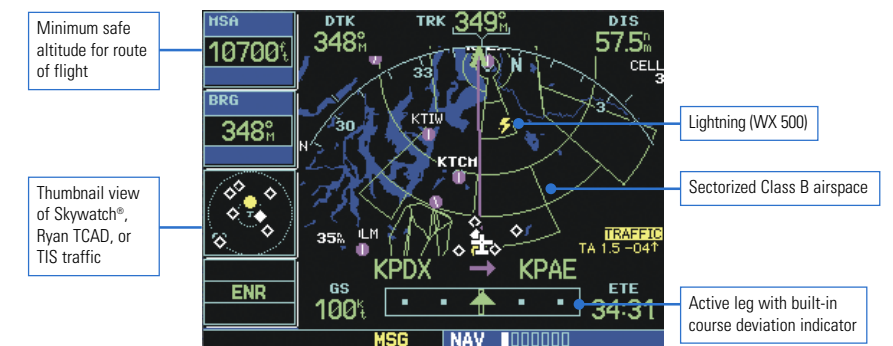 Minimum safe
altitude for route
of flight
Thumbnail view
of Skywatch®,
Ryan TCAD, or
TIS traffic
MSA
10700ft
BRG
348°M
ENR
DTK
348°M
TRK 349°M
DIS
57.5nm
CELL
3
33
N
30
3
N
KTIW
KTCM
35nm
LM
TRAFFIC
TA 1.5 -04↑
KPDX → KPAE
GS
100kt
ETE
34:31
MSG
NAV
Lightning (WX 500)
Sectorized Class B airspace
Active leg with built-in
course deviation indicator